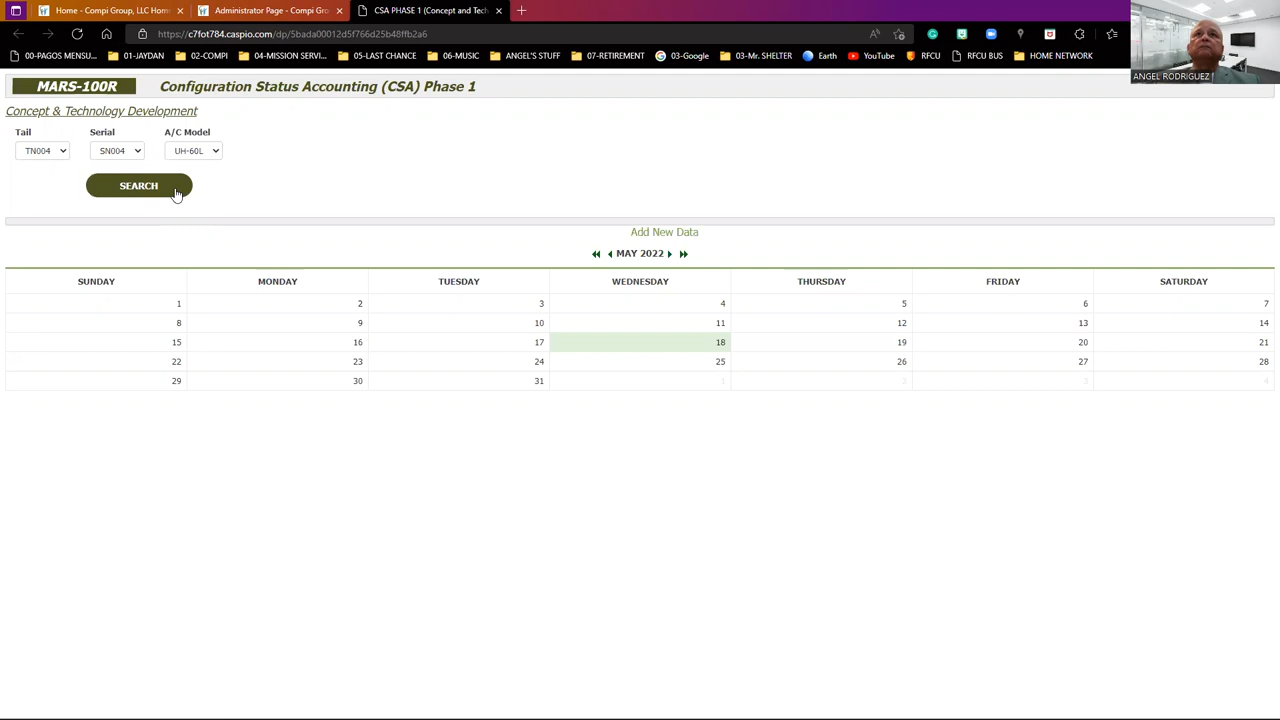 Home - Compi Group, LLC Hom
Administrator Page - Compi Gro
CSA PHASE 1 (Concept and Tech
https://c7fot784.caspio.com/dp/5bada00012d5f766d25b48ffb2a6
00-PAGOS MENSU... 01-JAYDAN 02-COMPI 04-MISSION SERVI... 05-LAST CHANCE 06-MUSIC ANGEL'S STUFF 07-RETIREMENT 03-Google 03-Mr. SHELTER Earth YouTube RFCU RFCU BUS HOME NETWORK
ANGEL RODRIGUEZ
MARS-100R Configuration Status Accounting (CSA) Phase 1
Concept & Technology Development
Tail Serial A/C Model
TN004 SN004 UH-60L
SEARCH
Add New Data
MAY 2022
SUNDAY MONDAY TUESDAY WEDNESDAY THURSDAY FRIDAY SATURDAY
1 2 3 4 5 6 7
8 9 10 11 12 13 14
15 16 17 18 19 20 21
22 23 24 25 26 27 28
29 30 31 1 2 3 4